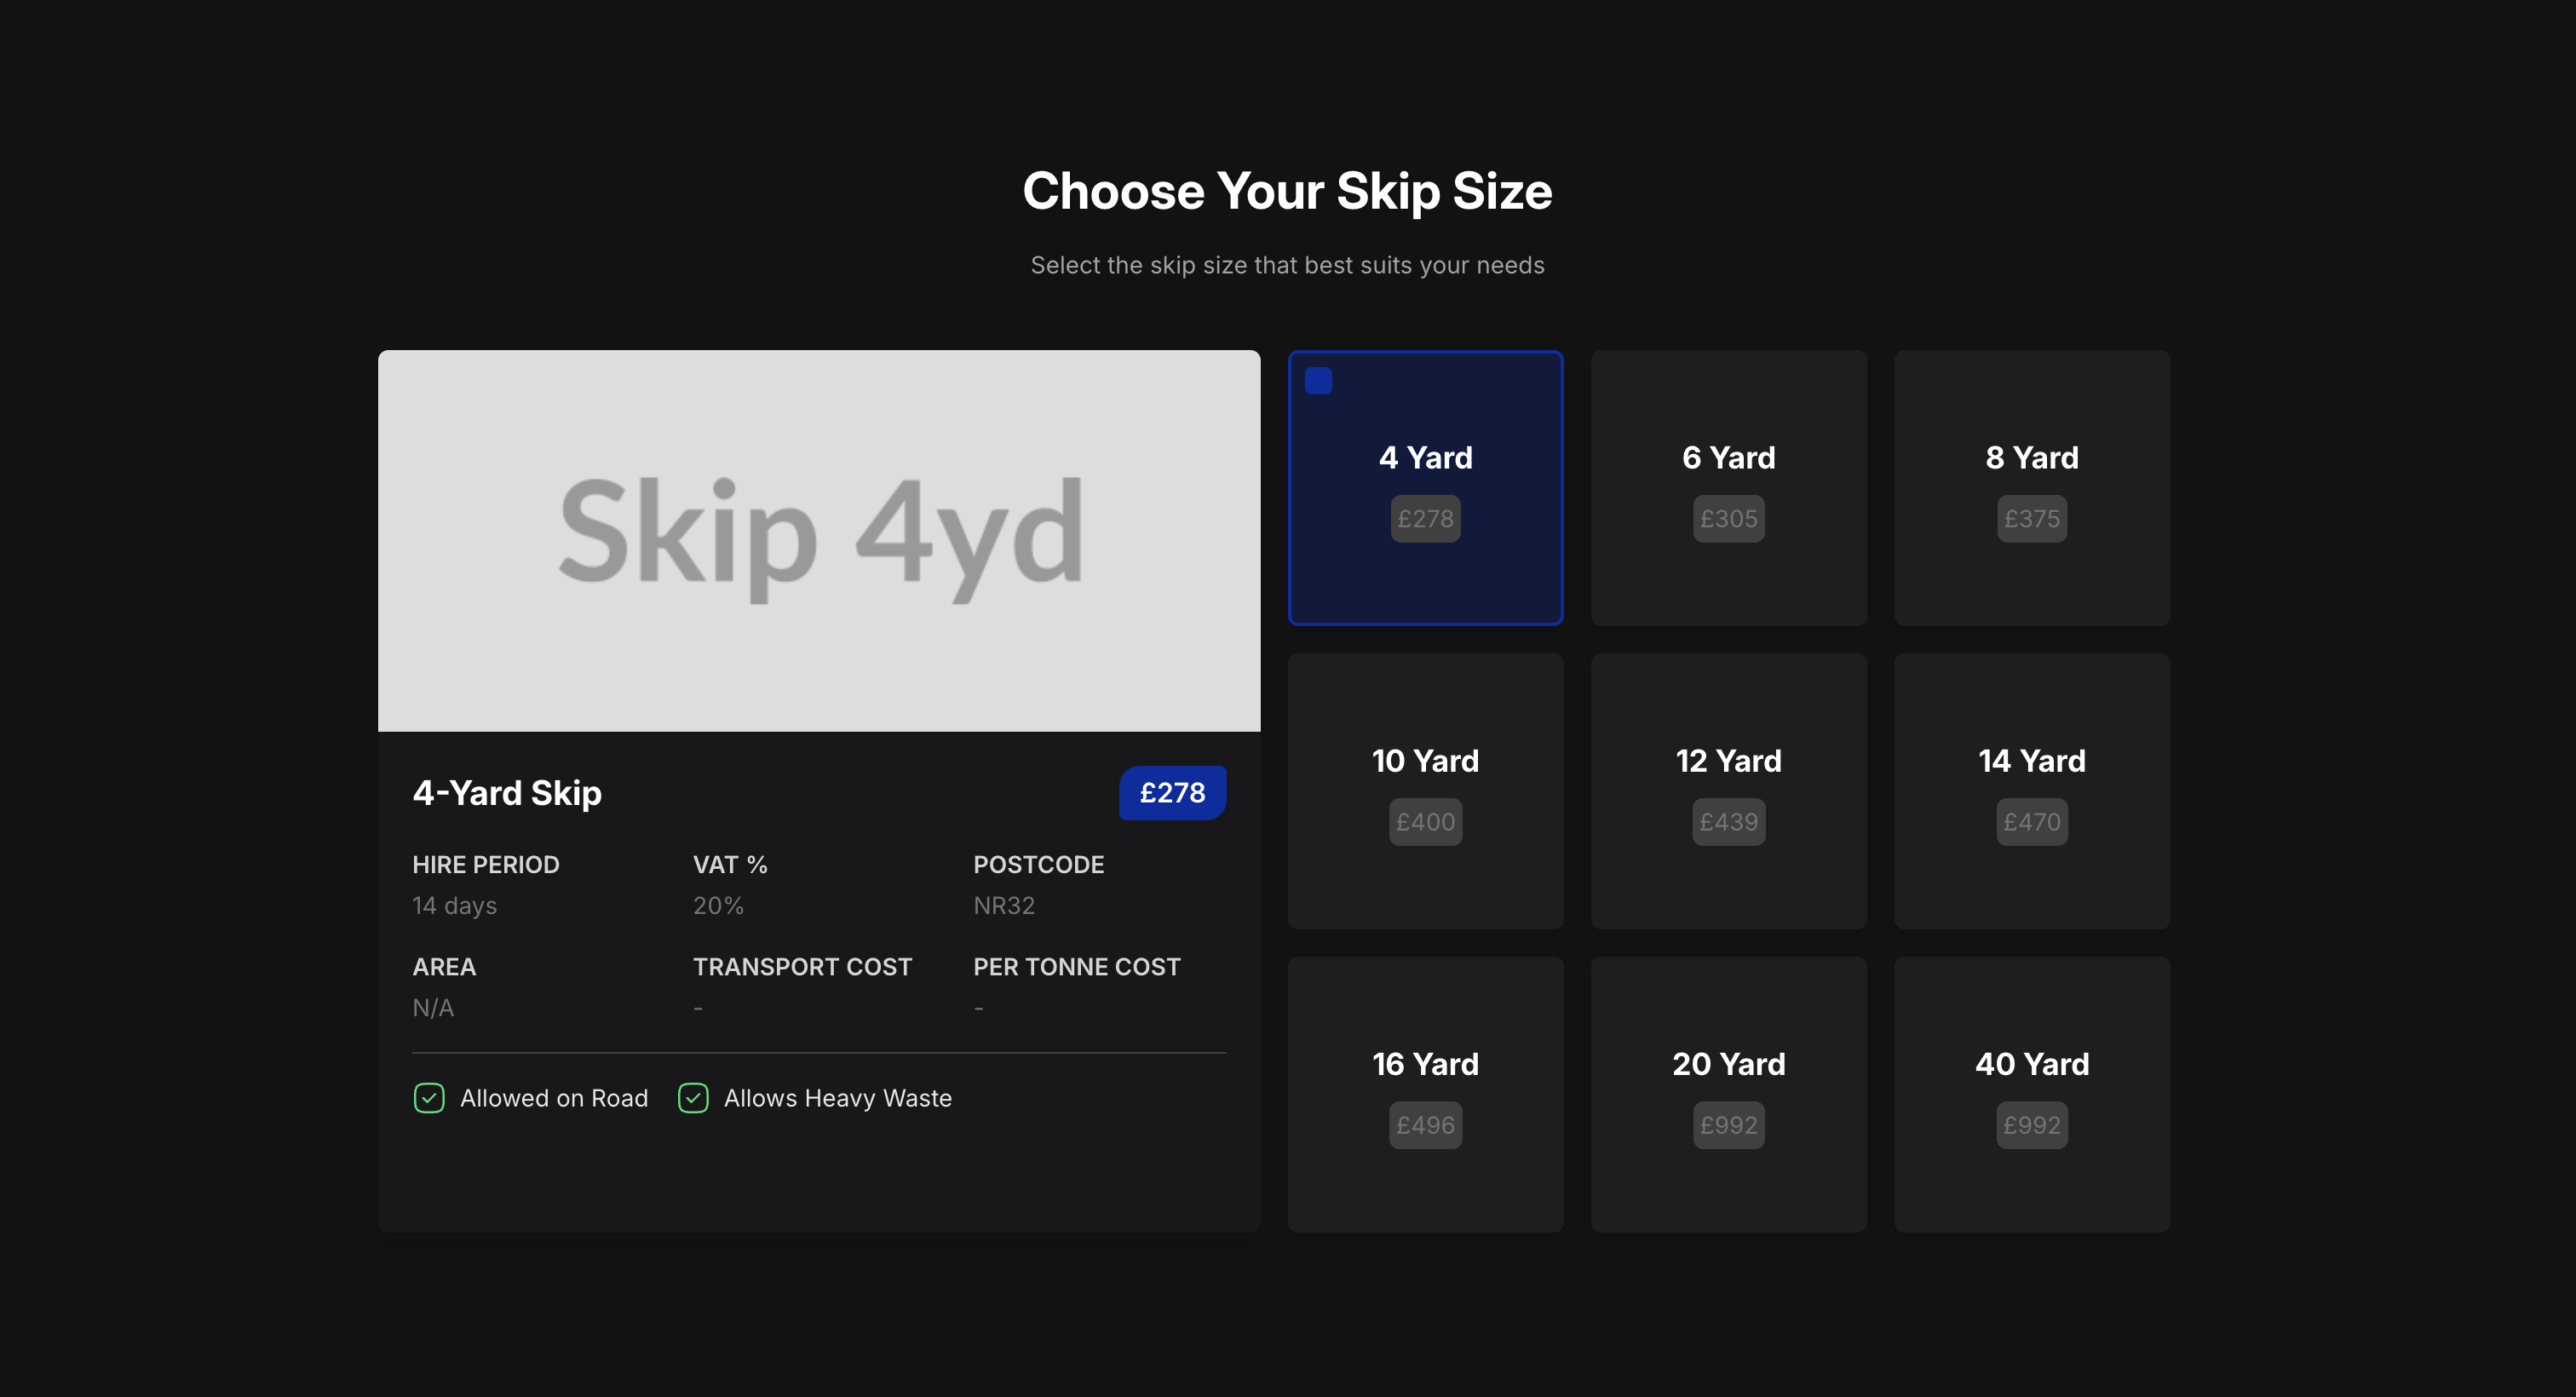 Choose Your Skip Size
Select the skip size that best suits your needs
Skip 4yd
4-Yard Skip
£278
HIRE PERIOD
VAT %
POSTCODE
14 days
20%
NR32
AREA
TRANSPORT COST
PER TONNE COST
N/A
-
-
Allowed on Road
Allows Heavy Waste
4 Yard
£278
6 Yard
£305
8 Yard
£375
10 Yard
£400
12 Yard
£439
14 Yard
£470
16 Yard
£496
20 Yard
£992
40 Yard
£992